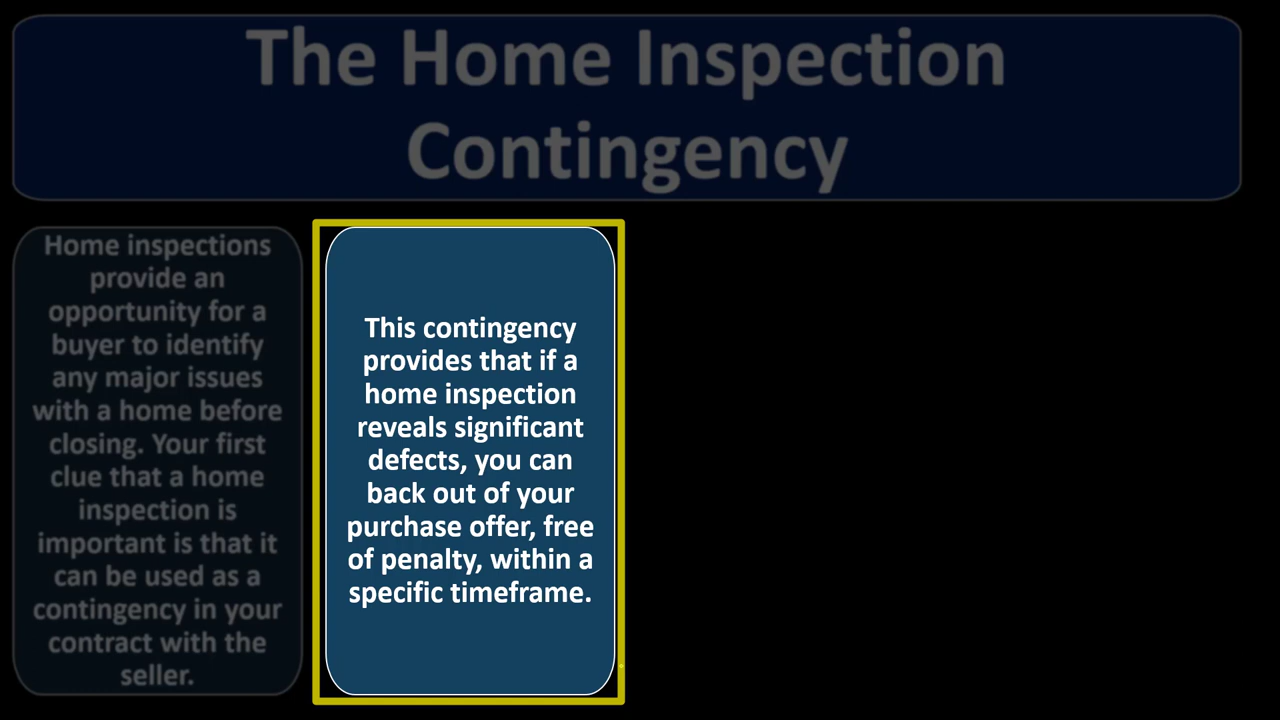 The Home Inspection
Contingency
Home inspections
provide an
opportunity for a
buyer to identify
any major issues
with a home before
closing. Your first
clue that a home
inspection is
important is that it
can be used as a
contingency in your
contract with the
seller.
This contingency
provides that if a
home inspection
reveals significant
defects, you can
back out of your
purchase offer, free
of penalty, within a
specific timeframe.